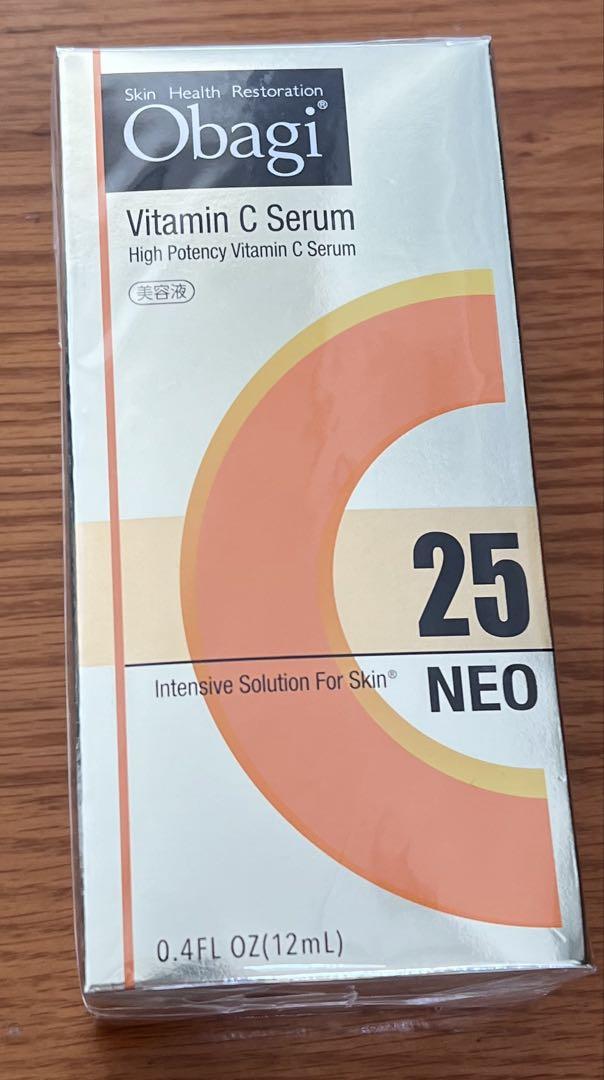 Skin Health Restoration
Obagi®
Vitamin C Serum
High Potency Vitamin C Serum
美容液
25
Intensive Solution For Skin®
NEO
0.4FL OZ(12mL)